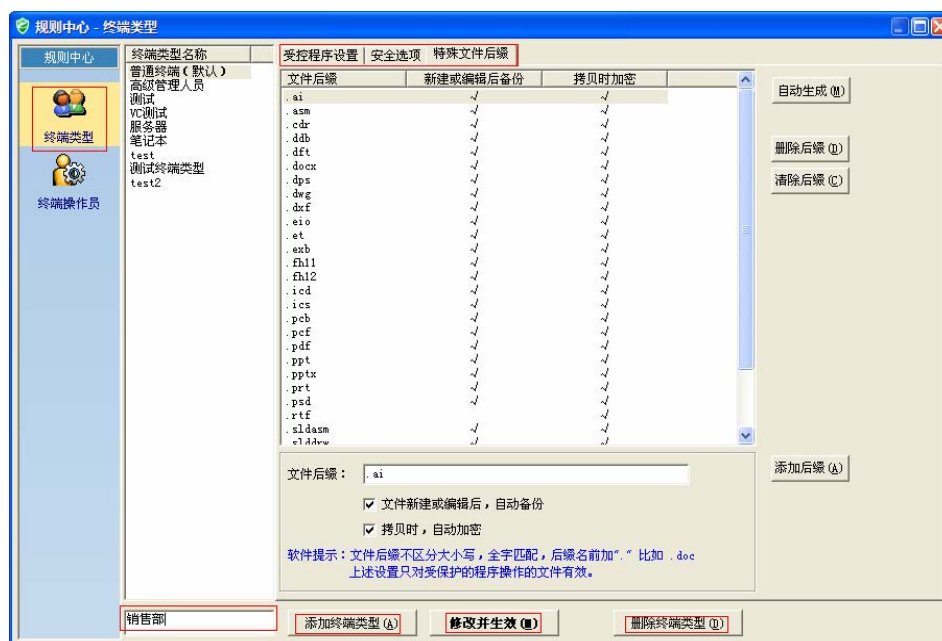 规则中心 - 终端类型
规则中心
终端类型
终端操作员
终端类型名称
普通终端(默认)
高级管理人员
测试
VC测试
服务器
笔记本
test
测试终端类型
test2
销售部
受控程序设置 安全选项 特殊文件后缀
文件后缀 新建或编辑后备份 拷贝时加密
.ai √ √
.asm √ √
.cdr √ √
.ddb √ √
.dft √ √
.docx √ √
.dps √ √
.dwg √ √
.dxf √ √
.eio √ √
.et √ √
.exb √ √
.fh11 √ √
.fh12 √ √
.icd √ √
.ics √ √
.pcb √ √
.pcf √ √
.pdf √ √
.ppt √ √
.pptx √ √
.prt √ √
.psd √ √
.rtf √
.sldasm √ √
.slddrw √ √
自动生成(M)
删除后缀(D)
清除后缀(C)
添加后缀(A)
文件后缀: .ai
文件新建或编辑后,自动备份
拷贝时,自动加密
软件提示:文件后缀不区分大小写,全字匹配,后缀名前加"." 比如 .doc
上述设置只对受保护的程序操作的文件有效。
添加终端类型(A) 修改并生效(M) 删除终端类型(D)